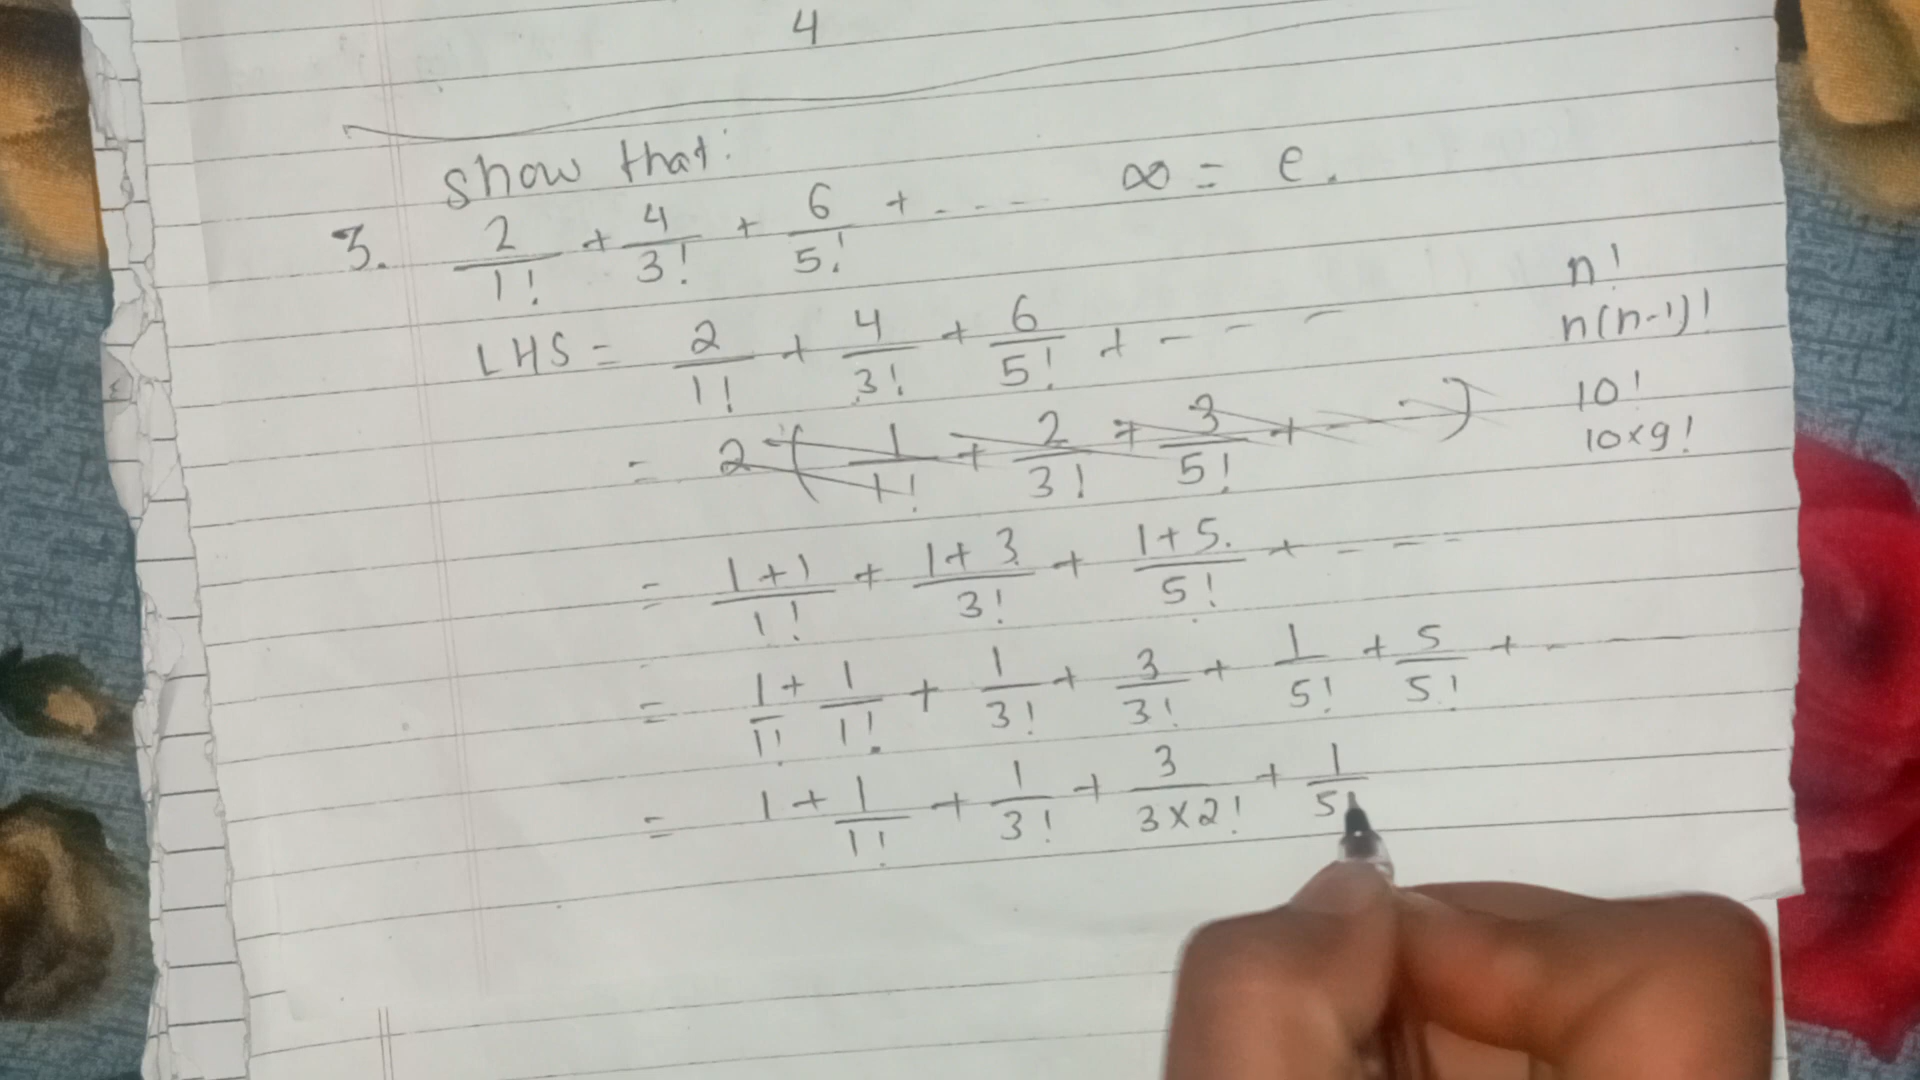 4
show that:
3. 2/1! + 4/3! + 6/5! + - - - - ∞ = e.
LHS = 2/1! + 4/3! + 6/5! + - - -
n!
n(n-1)!
= 2 ( 1/1! + 2/3! + 3/5! + - - - )
10!
10×9!
= 1+1/1! + 1+3/3! + 1+5./5! + - - - -
= 1/1! + 1/1! + 1/3! + 3/3! + 1/5! + 5/5! + - —
= 1 + 1/1! + 1/3! + 3/3×2! + 1/5!